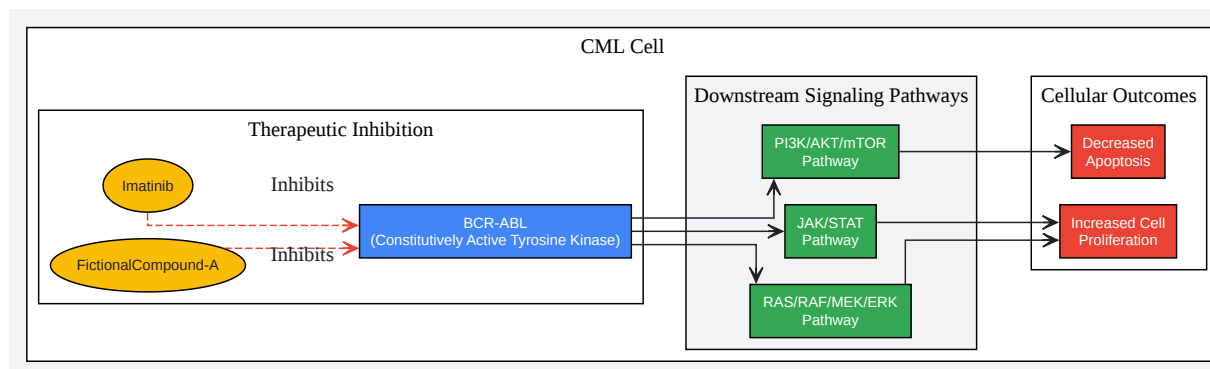 CML Cell
Therapeutic Inhibition
Imatinib
Inhibits
FictionalCompound-A
Inhibits
BCR-ABL
(Constitutively Active Tyrosine Kinase)
Downstream Signaling Pathways
PI3K/AKT/mTOR
Pathway
JAK/STAT
Pathway
RAS/RAF/MEK/ERK
Pathway
Cellular Outcomes
Decreased
Apoptosis
Increased Cell
Proliferation